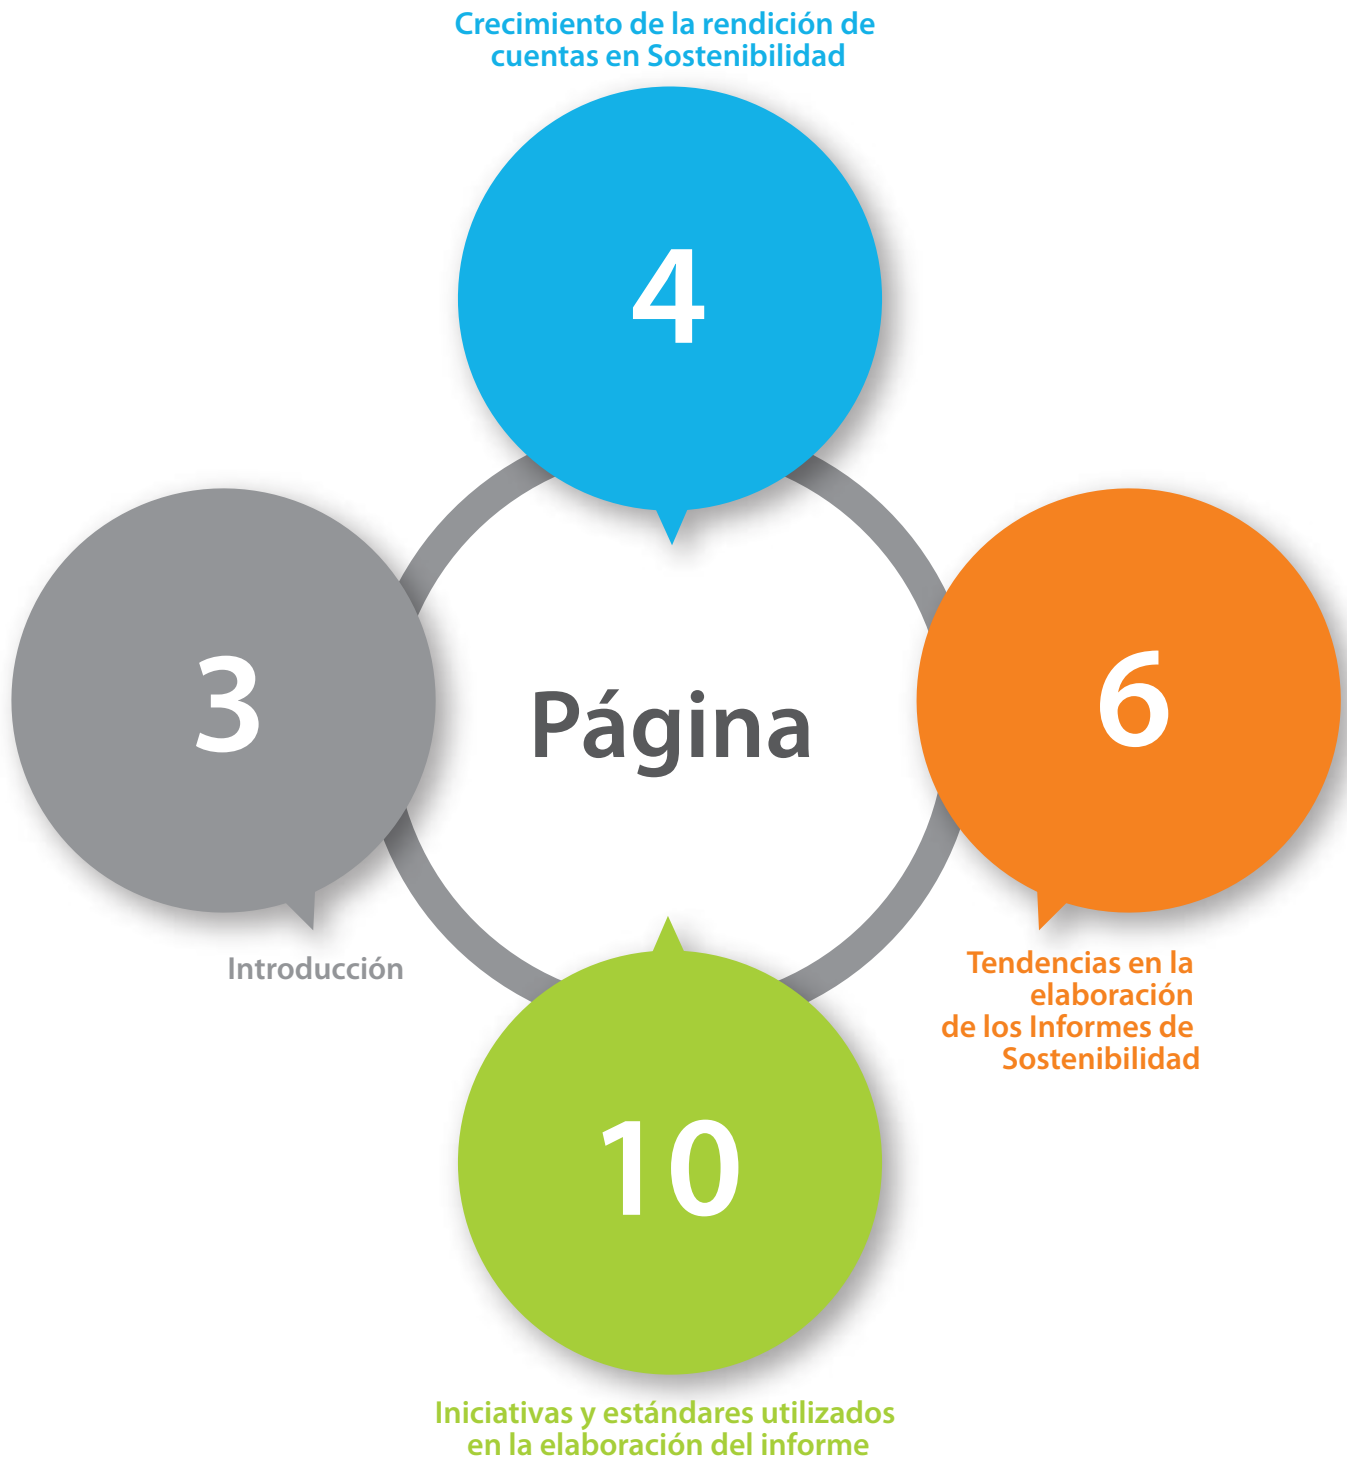 Crecimiento de la rendición de
cuentas en Sostenibilidad
4
3
Página
6
Introducción
Tendencias en la
elaboración
de los Informes de
Sostenibilidad
10
Iniciativas y estándares utilizados
en la elaboración del informe